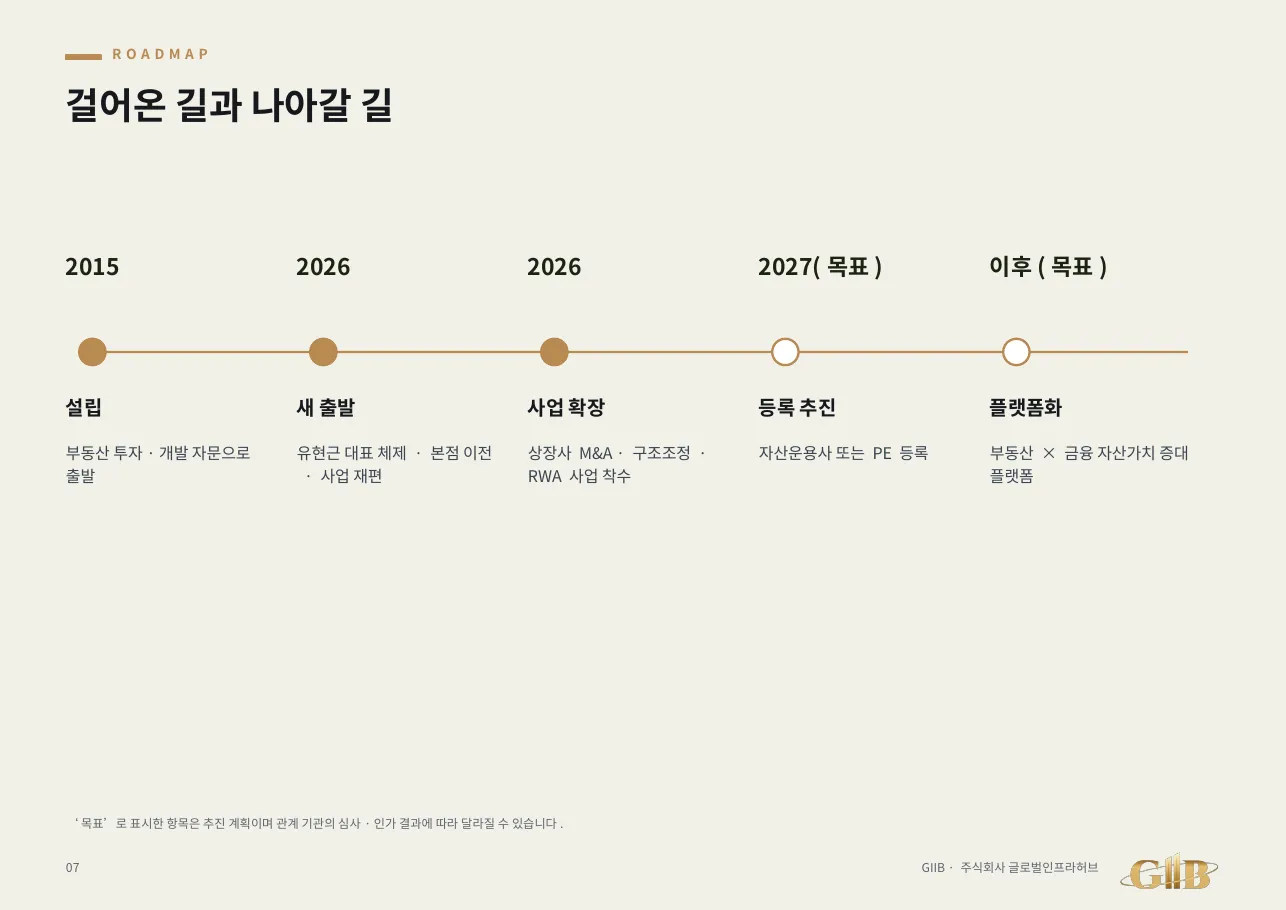 ROADMAP
걸어온 길과 나아갈 길
2015
2026
2026
2027( 목표 )
이후 ( 목표 )
설립
새 출발
사업 확장
등록 추진
플랫폼화
부동산 투자 · 개발 자문으로
출발
유현근 대표 체제 · 본점 이전
· 사업 재편
상장사 M&A · 구조조정 ·
RWA 사업 착수
자산운용사 또는 PE 등록
부동산 × 금융 자산가치 증대
플랫폼
‘목표’ 로 표시한 항목은 추진 계획이며 관계 기관의 심사 · 인가 결과에 따라 달라질 수 있습니다 .
07
GIIB · 주식회사 글로벌인프라허브
GIIB